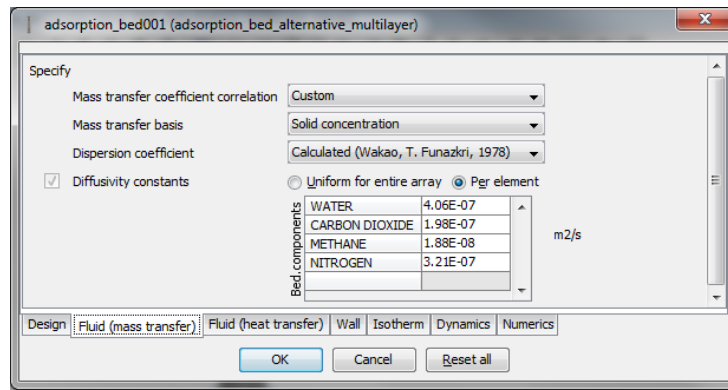 adsorption_bed001 (adsorption_bed_alternative_multilayer)
Specify
Mass transfer coefficient correlation Custom
Mass transfer basis Solid concentration
Dispersion coefficient Calculated (Wakao, T. Funazkri, 1978)
Diffusivity constants Uniform for entire array Per element
Bed.components
WATER 4.06E-07
CARBON DIOXIDE 1.98E-07
METHANE 1.88E-08
NITROGEN 3.21E-07
m2/s
Design Fluid (mass transfer) Fluid (heat transfer) Wall Isotherm Dynamics Numerics
OK Cancel Reset all